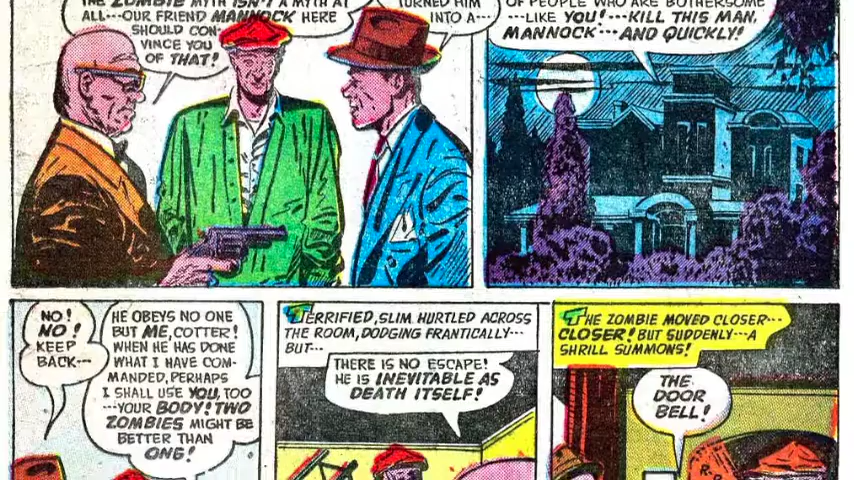 THE ZOMBIE MYTH ISN'T A MYTH AT
ALL---OUR FRIEND MANNOCK HERE
SHOULD CON-
VINCE YOU
OF THAT!
TURNED HIM
INTO A---
OF PEOPLE WHO ARE BOTHERSOME
---LIKE YOU!---KILL THIS MAN,
MANNOCK---AND QUICKLY!
NO!
NO!
KEEP
BACK---
HE OBEYS NO ONE
BUT ME, COTTER!
WHEN HE HAS DONE
WHAT I HAVE COM-
MANDED, PERHAPS
I SHALL USE YOU, TOO
---YOUR BODY! TWO
ZOMBIES MIGHT BE
BETTER THAN
ONE!
TERRIFIED, SLIM HURTLED ACROSS
THE ROOM, DODGING FRANTICALLY---
BUT---
THERE IS NO ESCAPE!
HE IS INEVITABLE AS
DEATH ITSELF!
THE ZOMBIE MOVED CLOSER---
CLOSER! BUT SUDDENLY---A
SHRILL SUMMONS!
THE
DOOR
BELL!